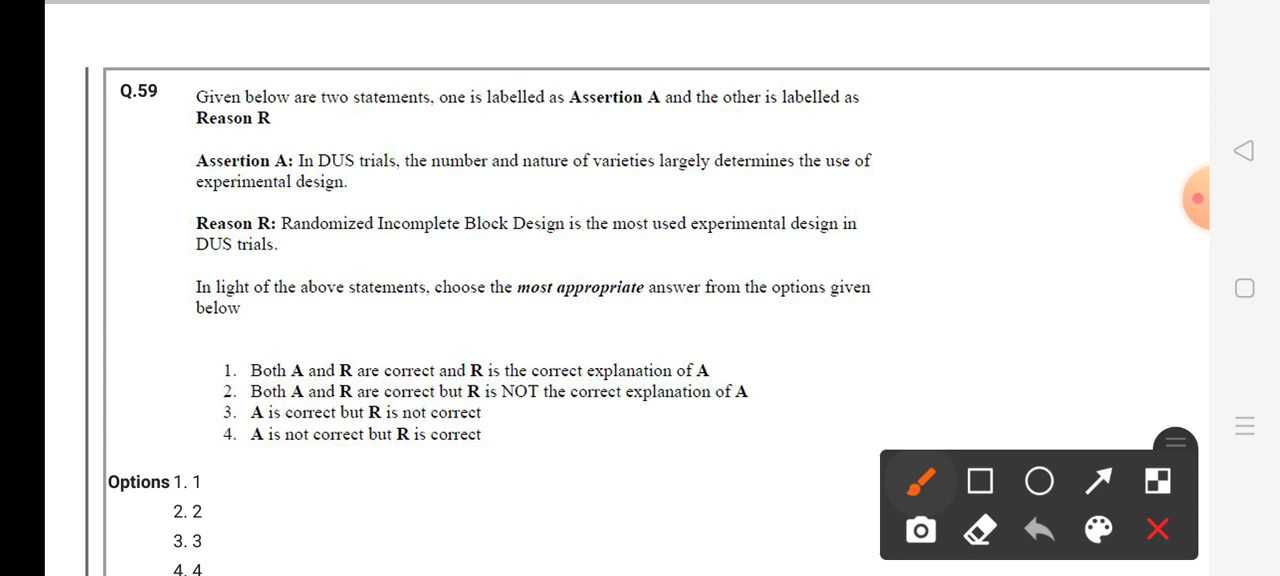 Q.59
Given below are two statements, one is labelled as Assertion A and the other is labelled as
Reason R
Assertion A: In DUS trials, the number and nature of varieties largely determines the use of
experimental design.
Reason R: Randomized Incomplete Block Design is the most used experimental design in
DUS trials.
In light of the above statements, choose the most appropriate answer from the options given
below
1. Both A and R are correct and R is the correct explanation of A
2. Both A and R are correct but R is NOT the correct explanation of A
3. A is correct but R is not correct
4. A is not correct but R is correct
Options 1. 1
2. 2
3. 3
4. 4